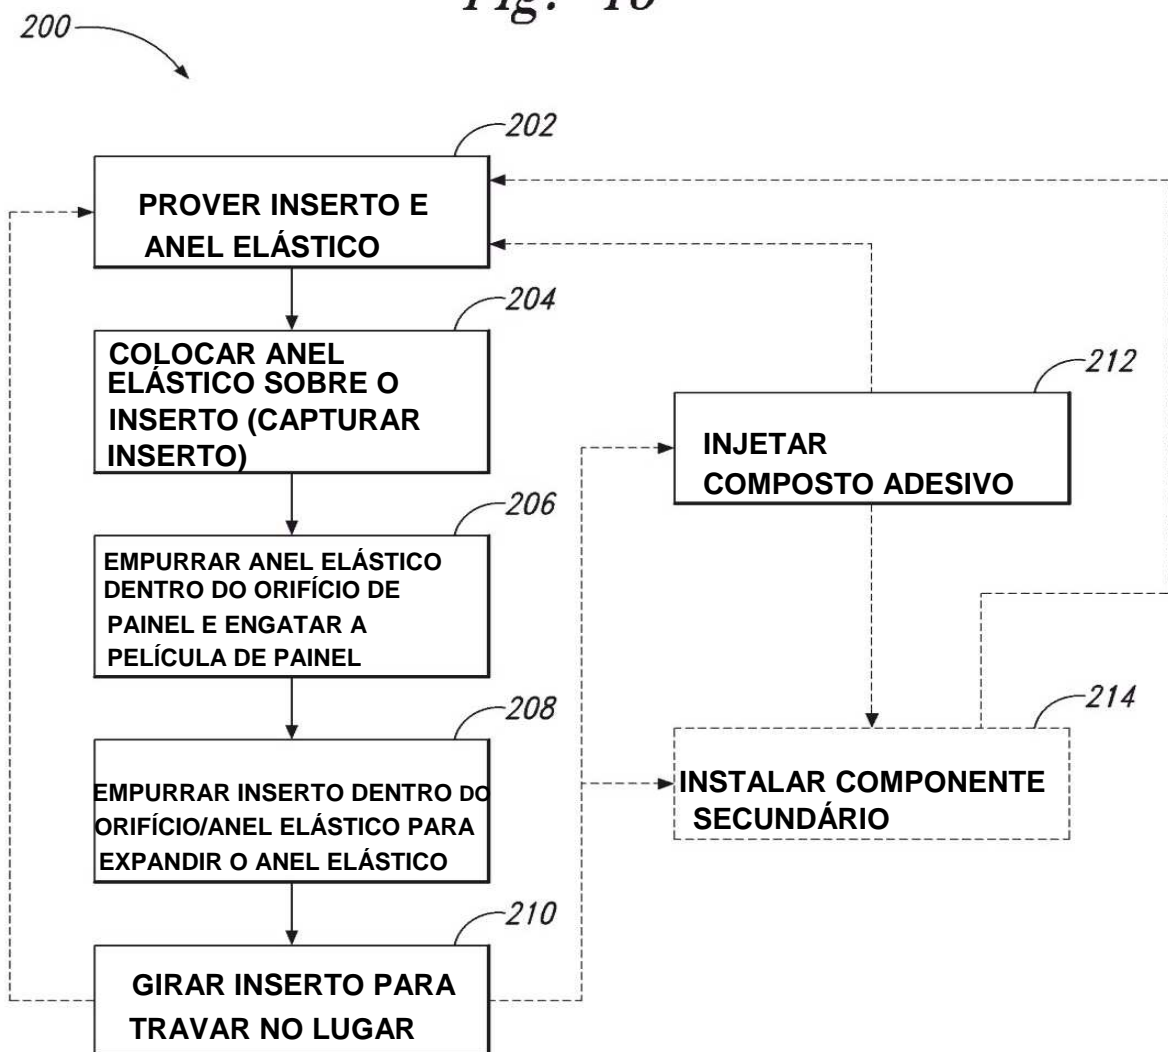 200
202
PROVER INSERTO E
ANEL ELÁSTICO
204
COLOCAR ANEL
ELÁSTICO SOBRE O
INSERTO (CAPTURAR
INSERTO)
212
INJETAR
COMPOSTO ADESIVO
206
EMPURRAR ANEL ELÁSTICO
DENTRO DO ORIFÍCIO DE
PAINEL E ENGATAR A
PELÍCULA DE PAINEL
208
EMPURRAR INSERTO DENTRO DO
ORIFÍCIO/ANEL ELÁSTICO PARA
EXPANDIR O ANEL ELÁSTICO
214
INSTALAR COMPONENTE
SECUNDÁRIO
210
GIRAR INSERTO PARA
TRAVAR NO LUGAR